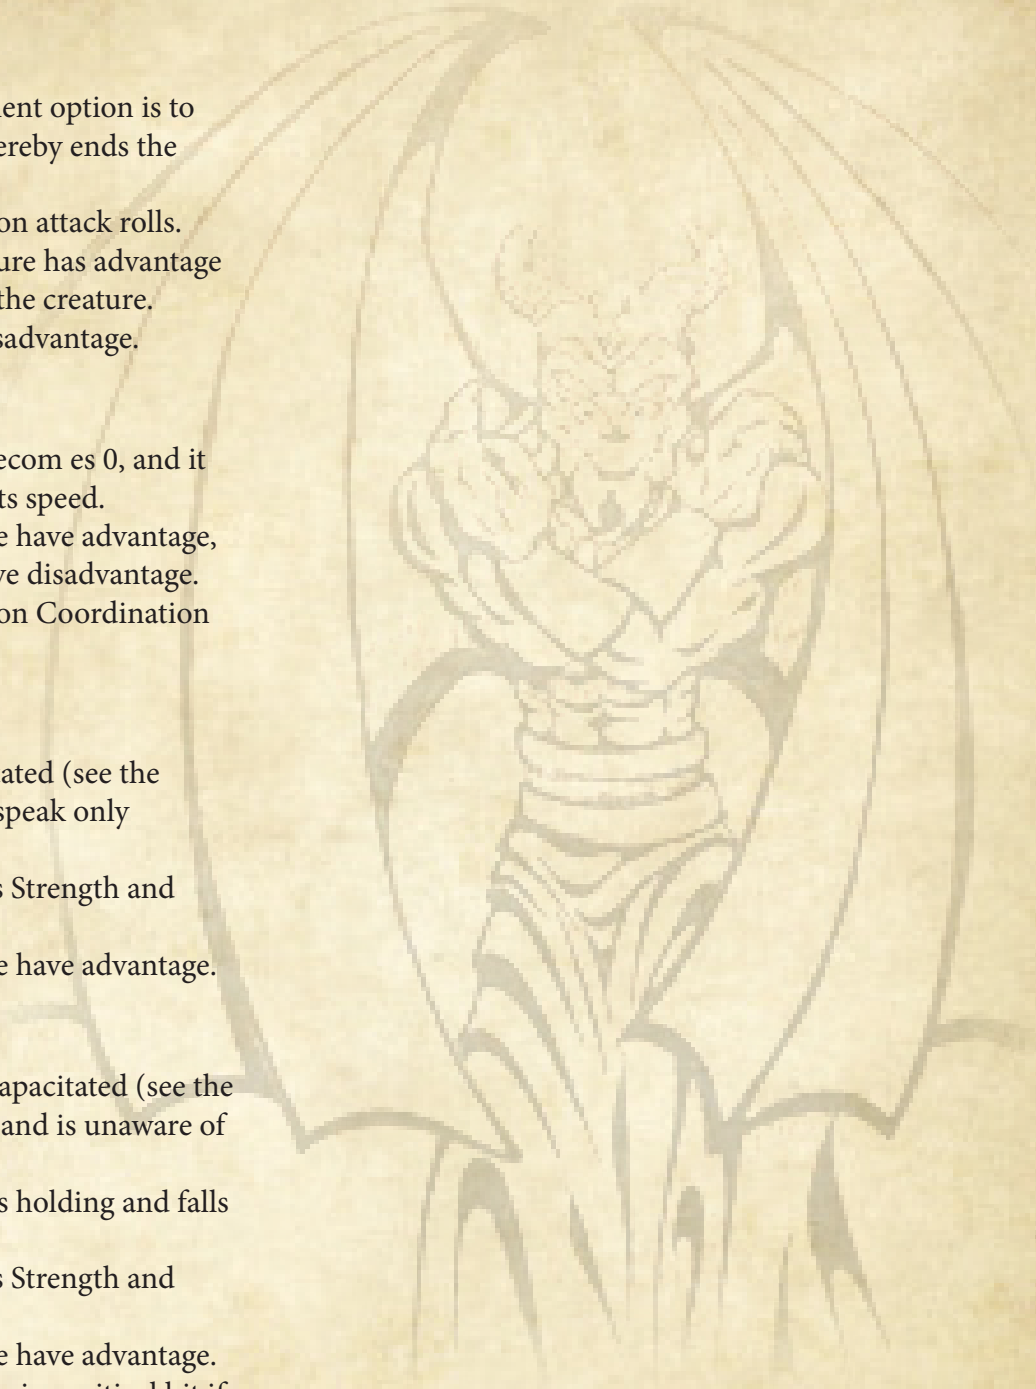 ent option is to
ereby ends the
on attack rolls.
ure has advantage
the creature.
sadvantage.
ecom es 0, and it
ts speed.
e have advantage,
ve disadvantage.
on Coordination
ated (see the
speak only
s Strength and
e have advantage.
apacitated (see the
and is unaware of
s holding and falls
s Strength and
e have advantage.